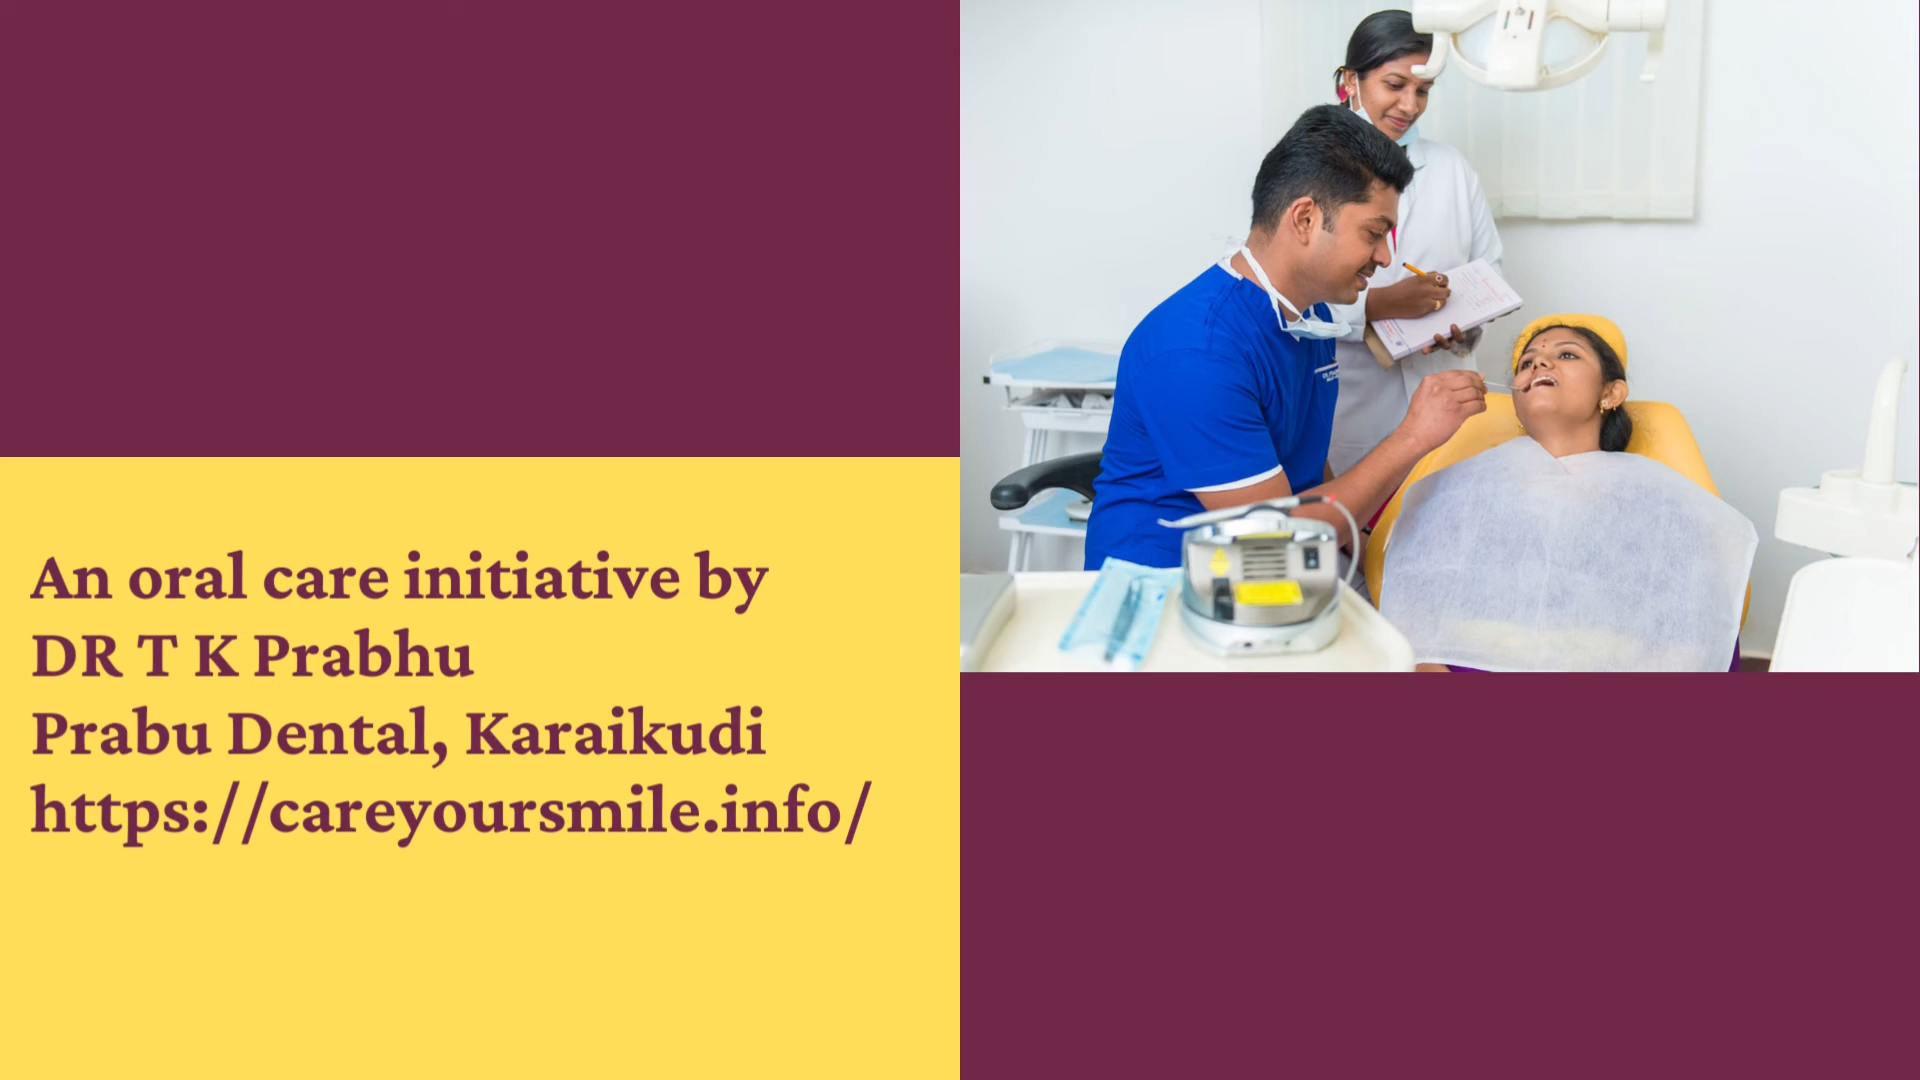 An oral care initiative by
DR T K Prabhu
Prabu Dental, Karaikudi
https://careyoursmile.info/